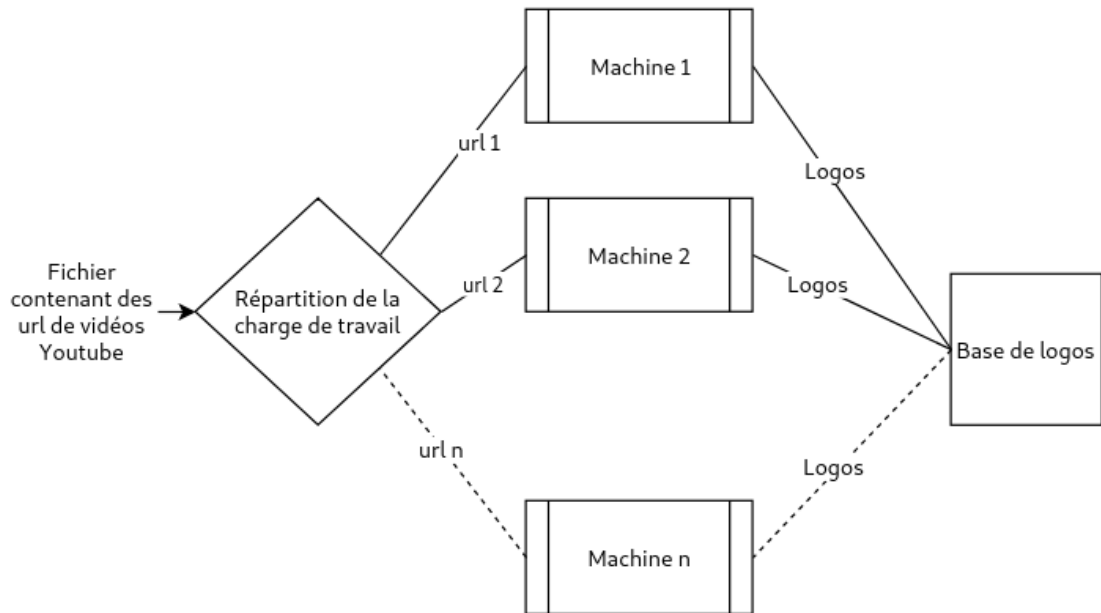 Machine 1
url 1
Logos
Fichier
contenant des
url de vidéos
Youtube
Répartition de la
charge de travail
url 2
Machine 2
Logos
Base de logos
url n
Logos
Machine n